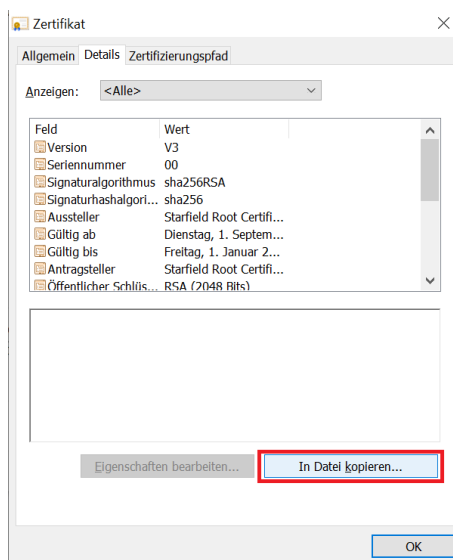 Zertifikat
Allgemein Details Zertifizierungspfad
Anzeigen: <Alle>
Feld Wert
Version V3
Seriennummer 00
Signaturalgorithmus sha256RSA
Signaturhashalgori... sha256
Aussteller Starfield Root Certifi...
Gültig ab Dienstag, 1. Septem...
Gültig bis Freitag, 1. Januar 2...
Antragsteller Starfield Root Certifi...
Öffentlicher Schlüs... RSA (2048 Bits)
Eigenschaften bearbeiten... In Datei kopieren...
OK